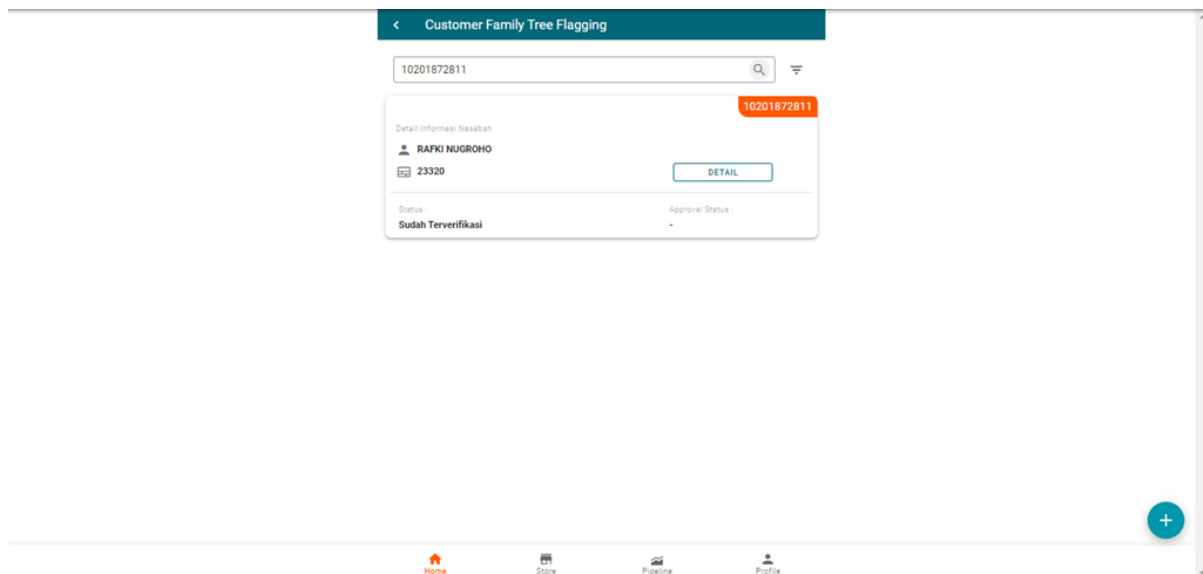 Customer Family Tree Flagging
10201872811
10201872811
Detail Informasi Nasabah
RAFKI NUGROHO
23320
DETAIL
Status :
Approval Status :
Sudah Terverifikasi
-
Home
Store
Pipeline
Profile